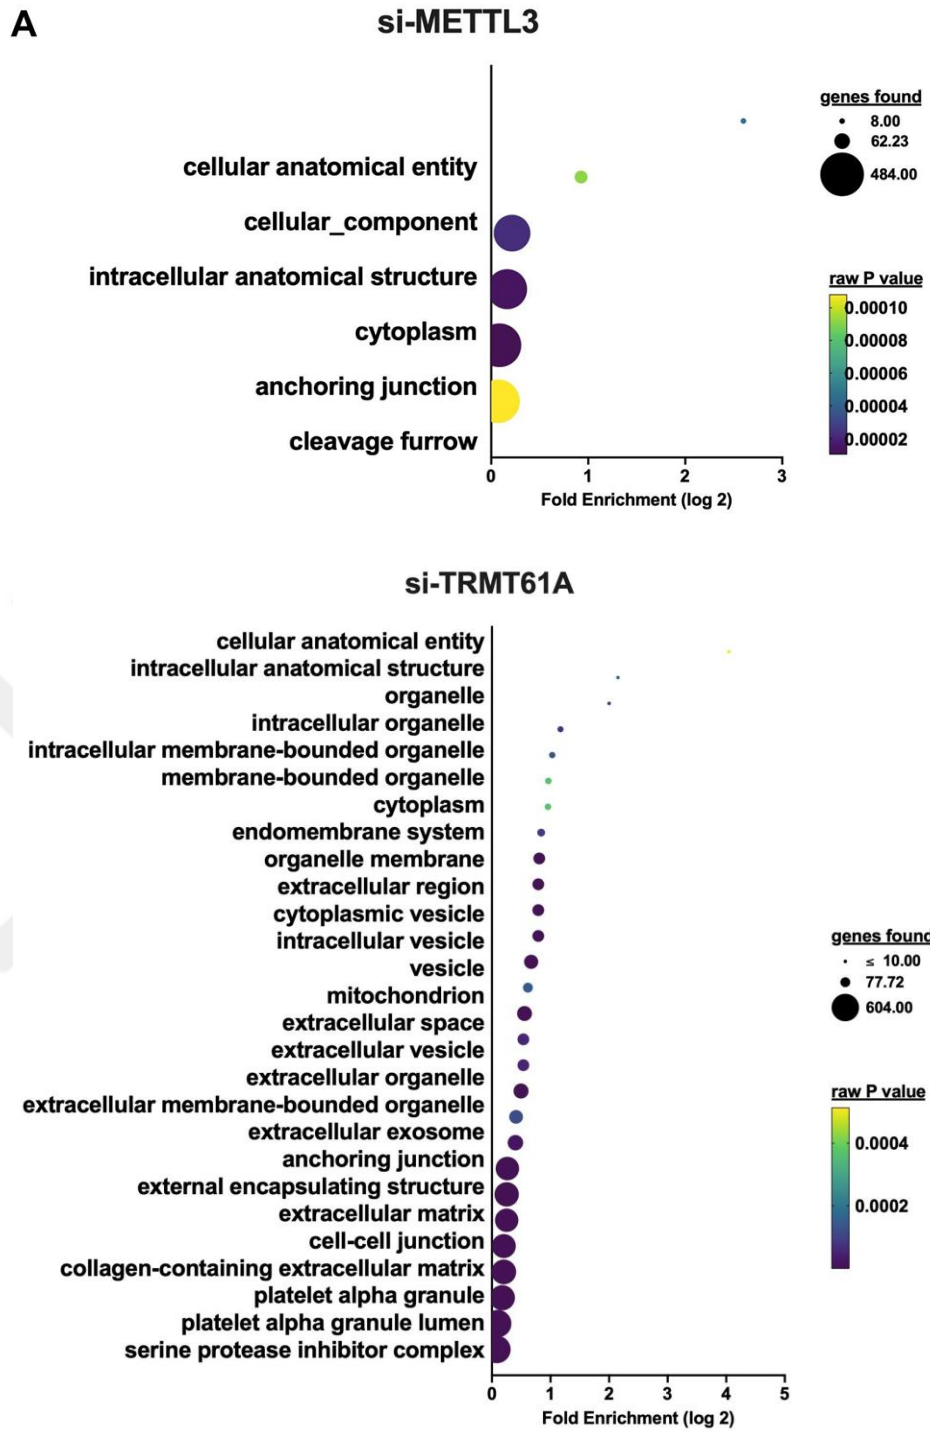 A
si-METTL3
cellular anatomical entity
cellular_component
intracellular anatomical structure
cytoplasm
anchoring junction
cleavage furrow
0 1 2 3
Fold Enrichment (log 2)
genes found
8.00
62.23
484.00
raw P value
0.00010
0.00008
0.00006
0.00004
0.00002
si-TRMT61A
cellular anatomical entity
intracellular anatomical structure
organelle
intracellular organelle
intracellular membrane-bounded organelle
membrane-bounded organelle
cytoplasm
endomembrane system
organelle membrane
extracellular region
cytoplasmic vesicle
intracellular vesicle
vesicle
mitochondrion
extracellular space
extracellular vesicle
extracellular organelle
extracellular membrane-bounded organelle
extracellular exosome
anchoring junction
external encapsulating structure
extracellular matrix
cell-cell junction
collagen-containing extracellular matrix
platelet alpha granule
platelet alpha granule lumen
serine protease inhibitor complex
0 1 2 3 4 5
Fold Enrichment (log 2)
genes found
≤ 10.00
77.72
604.00
raw P value
0.0004
0.0002